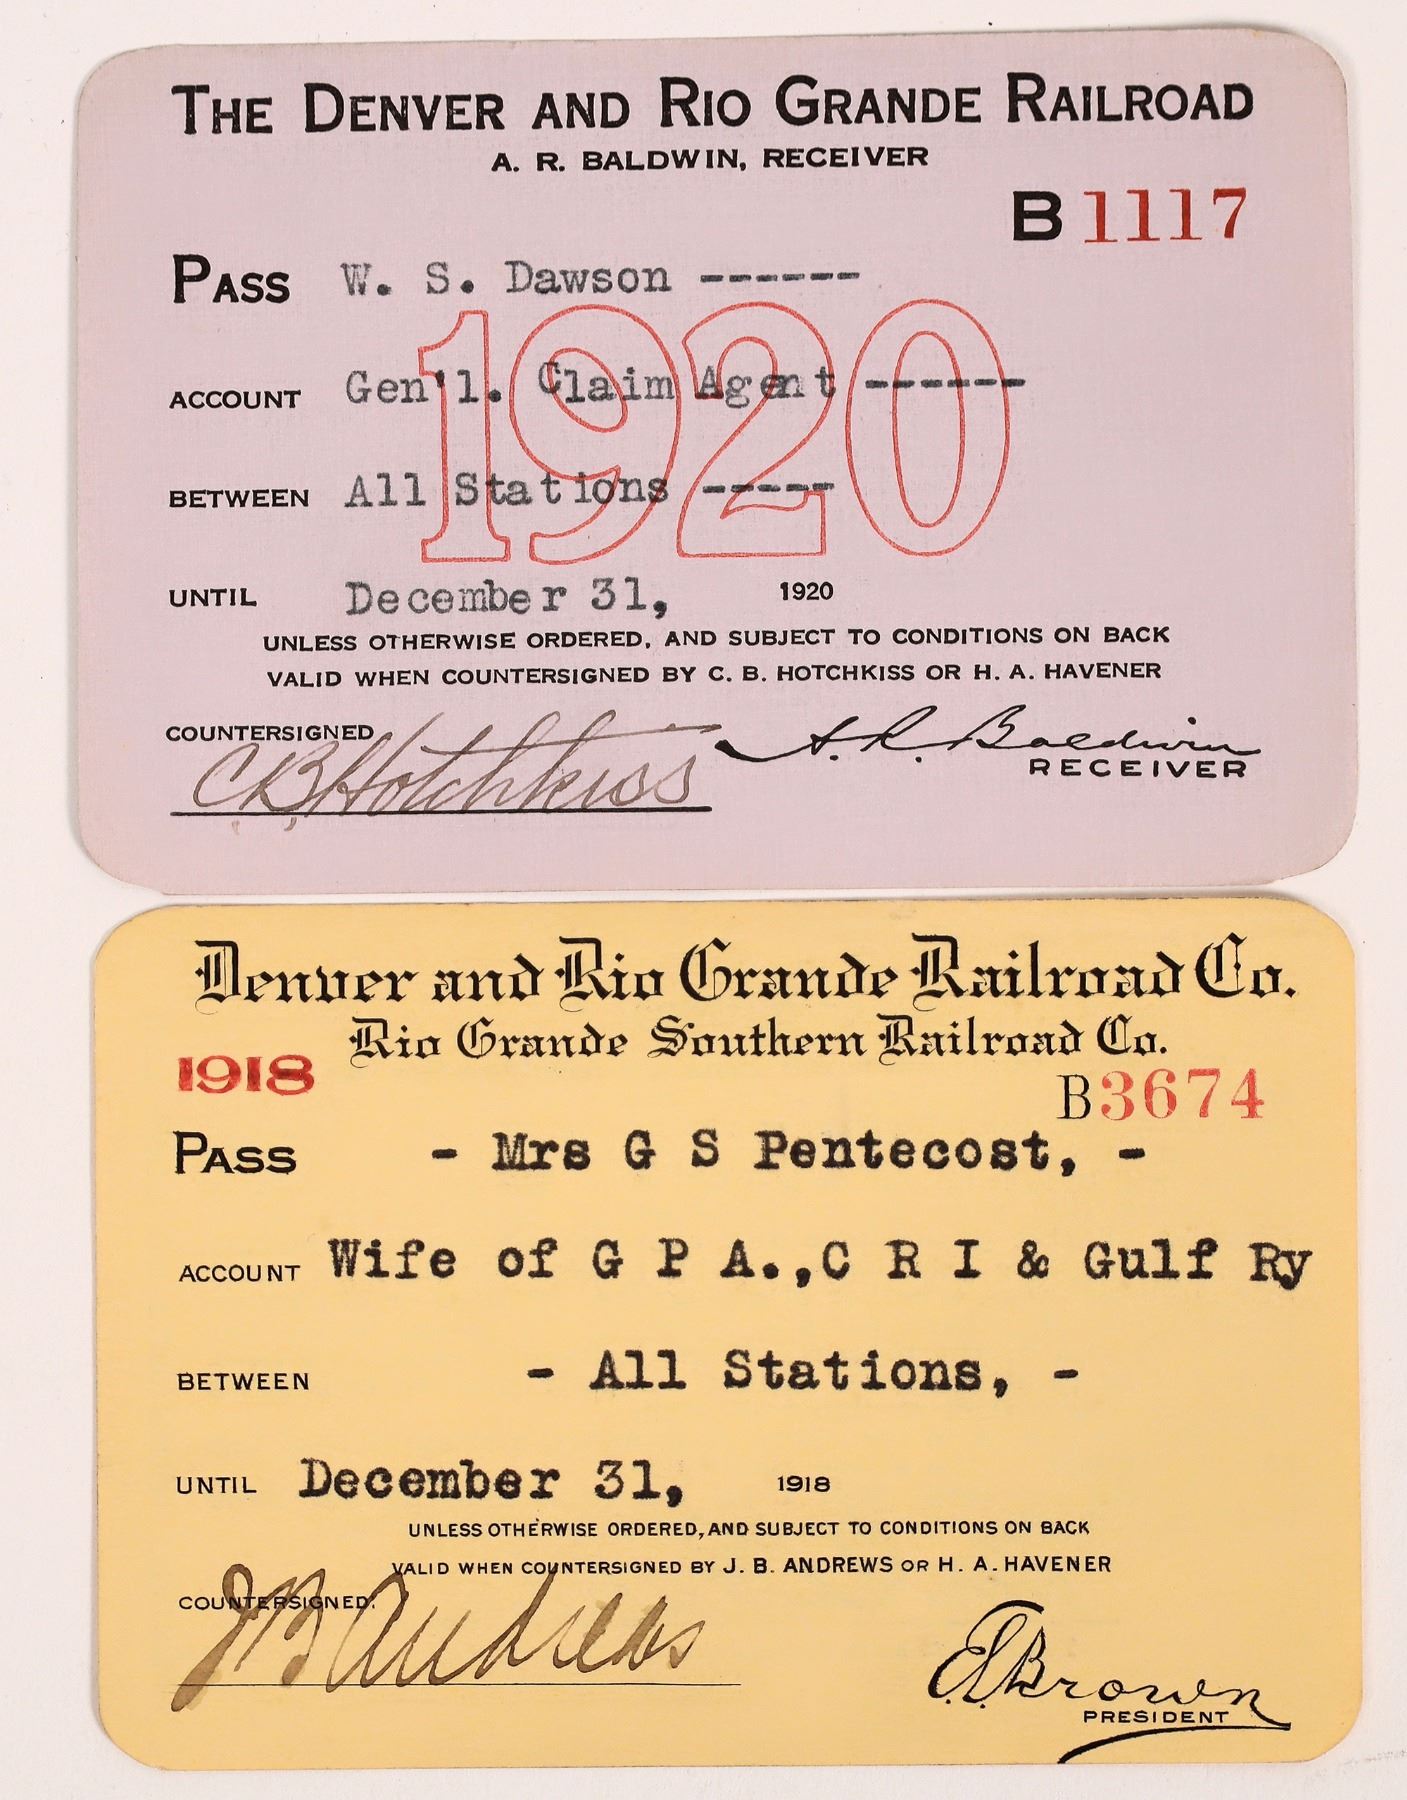 THE DENVER AND RIO GRANDE RAILROAD
A. R. BALDWIN, RECEIVER
B 1117
PASS W. S. Dawson ------
1920
ACCOUNT Gen'l. Claim Agent ------
BETWEEN All Stations -----
UNTIL December 31, 1920
UNLESS OTHERWISE ORDERED, AND SUBJECT TO CONDITIONS ON BACK
VALID WHEN COUNTERSIGNED BY C. B. HOTCHKISS OR H. A. HAVENER
COUNTERSIGNED
C B Hotchkiss A. R. Baldwin
RECEIVER
Denver and Rio Grande Railroad Co.
Rio Grande Southern Railroad Co.
1918
B3674
PASS - Mrs G S Pentecost, -
ACCOUNT Wife of G P A.,C R I & Gulf Ry
BETWEEN - All Stations, -
UNTIL December 31, 1918
UNLESS OTHERWISE ORDERED, AND SUBJECT TO CONDITIONS ON BACK
VALID WHEN COUNTERSIGNED BY J. B. ANDREWS OR H. A. HAVENER
COUNTERSIGNED:
J B Andrews E. L. Brown
PRESIDENT